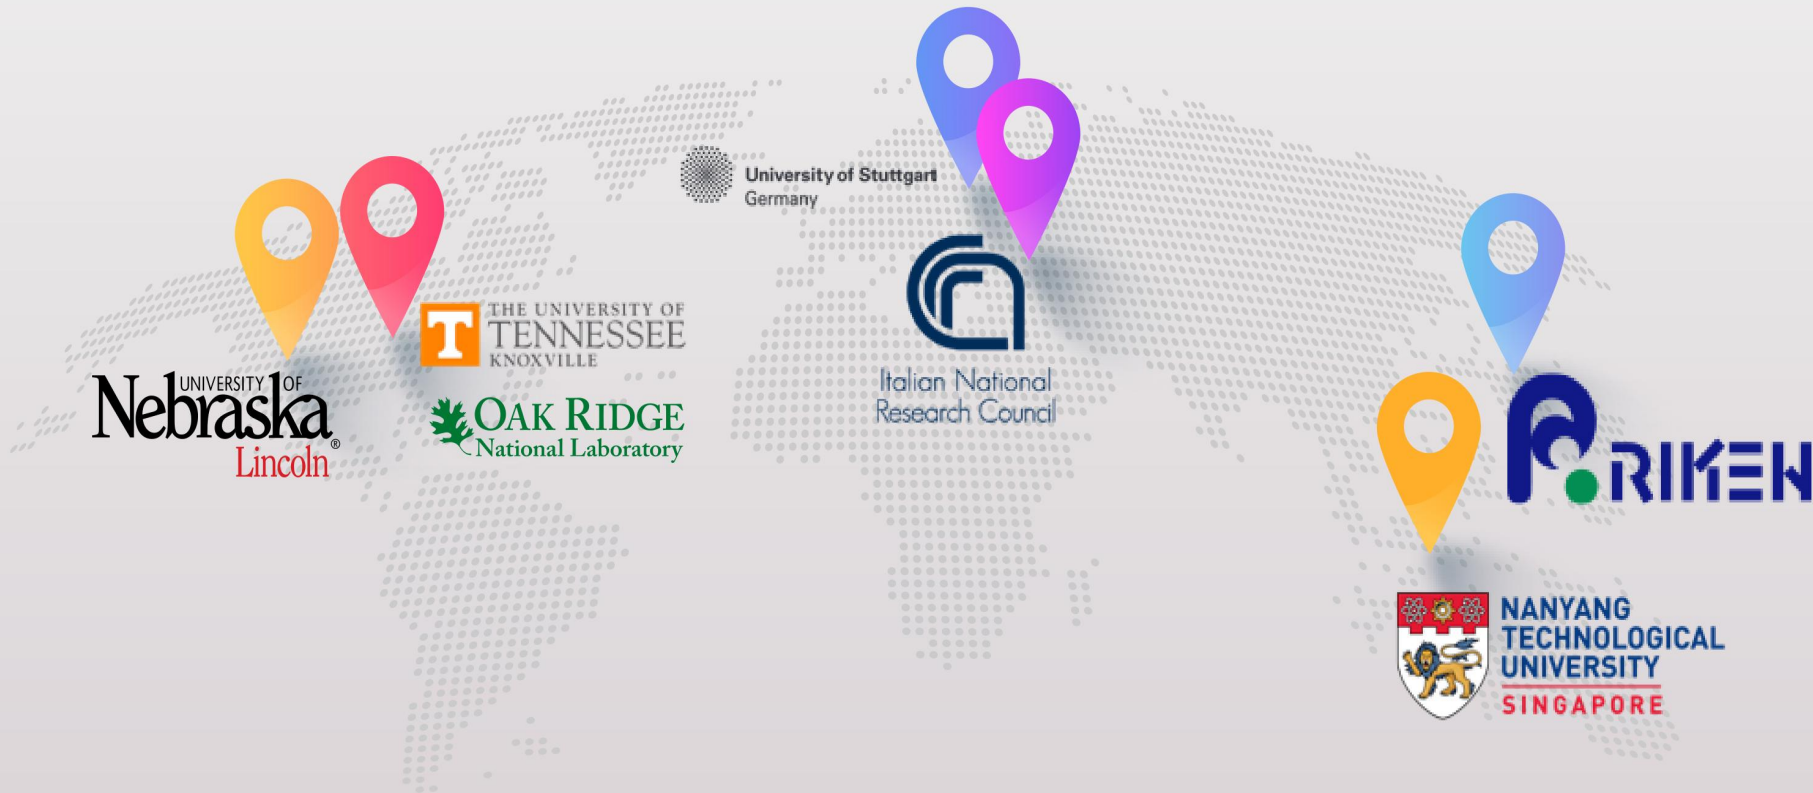 University of Stuttgart
Germany
THE UNIVERSITY OF
TENNESSEE
KNOXVILLE
UNIVERSITY OF
Nebraska®
Lincoln
OAK RIDGE
National Laboratory
Italian National
Research Council
RIKEN
NANYANG
TECHNOLOGICAL
UNIVERSITY
SINGAPORE